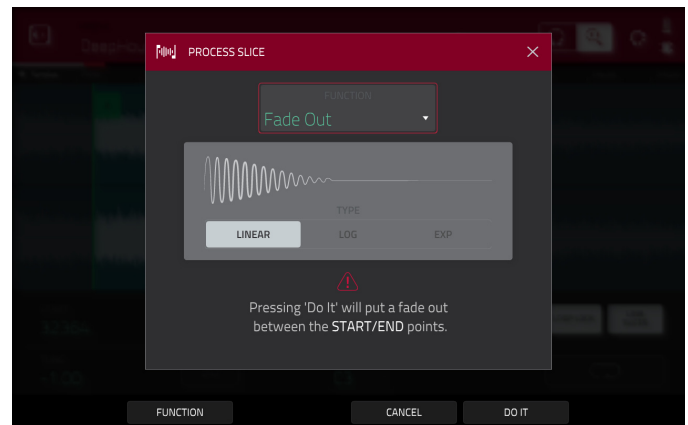 PROCESS SLICE
FUNCTION
Fade Out
TYPE
LINEAR LOG EXP
Pressing 'Do It' will put a fade out
between the START/END points.
FUNCTION CANCEL DO IT